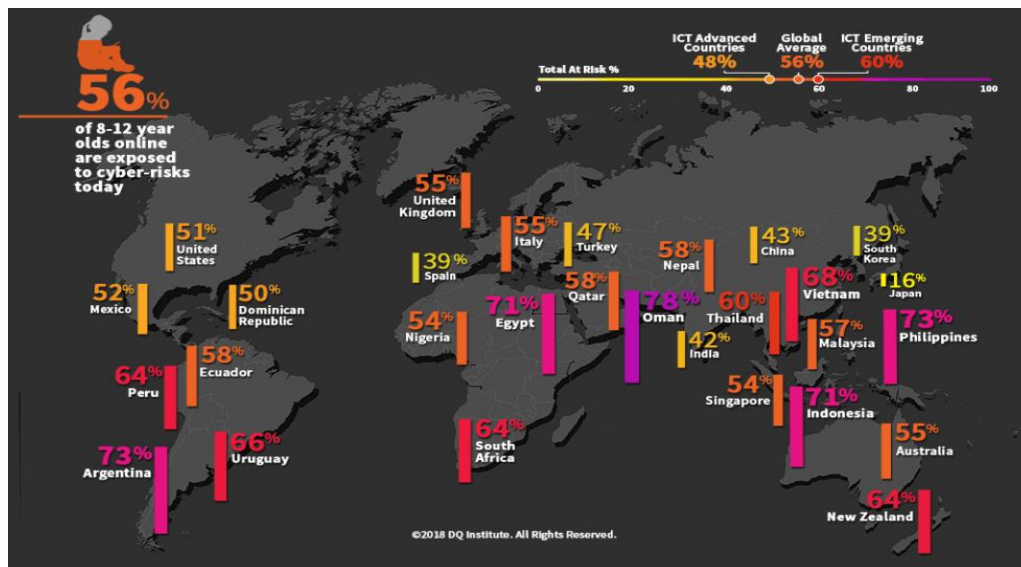 56%
of 8-12 year
olds online
are exposed
to cyber-risks
today
ICT Advanced
Countries
48%
Global
Average
56%
ICT Emerging
Countries
60%
Total At Risk %
0 20 40 60 80 100
55%
United
Kingdom
51%
United
States
55%
Italy
47%
Turkey
43%
China
39%
South
Korea
39%
Spain
58%
Nepal
68%
Vietnam
16%
Japan
52%
Mexico
50%
Dominican
Republic
54%
Nigeria
71%
Egypt
58%
Qatar
78%
Oman
42%
India
60%
Thailand
57%
Malaysia
73%
Philippines
58%
Ecuador
64%
Peru
54%
Singapore
71%
Indonesia
73%
Argentina
66%
Uruguay
64%
South
Africa
55%
Australia
64%
New Zealand
©2018 DQ Institute. All Rights Reserved.